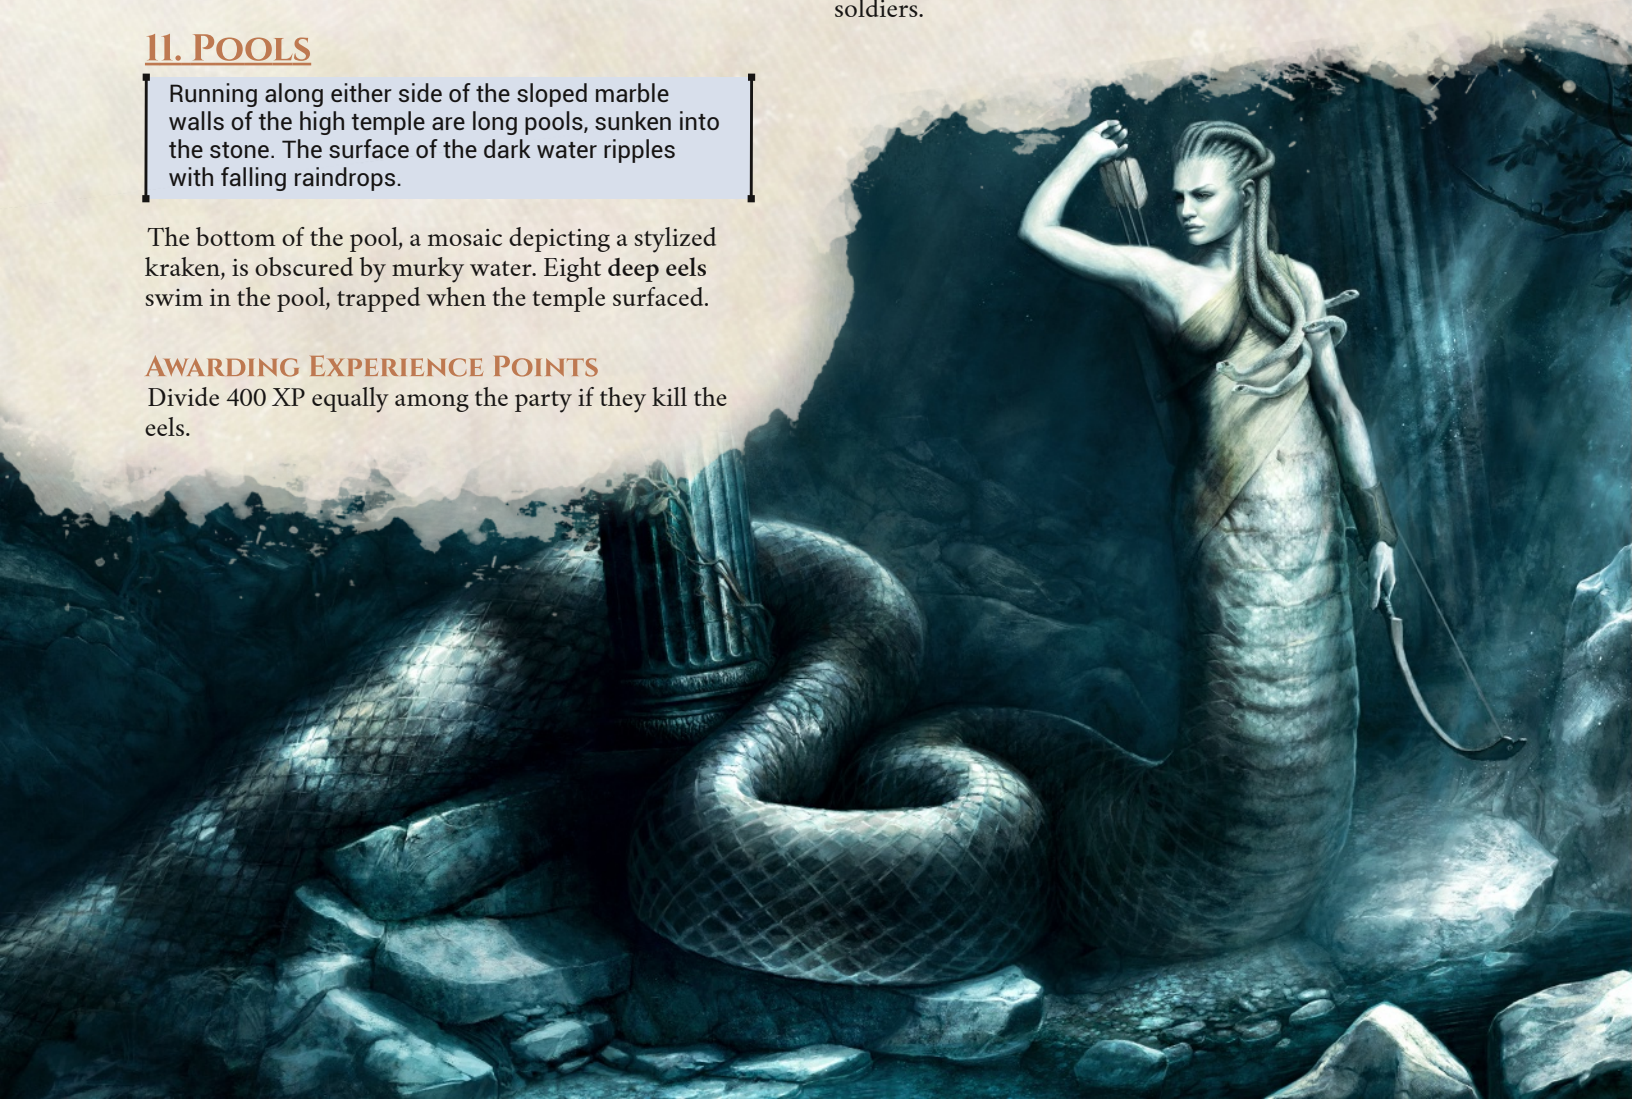 soldiers.
11. Pools
Running along either side of the sloped marble
walls of the high temple are long pools, sunken into
the stone. The surface of the dark water ripples
with falling raindrops.
The bottom of the pool, a mosaic depicting a stylized
kraken, is obscured by murky water. Eight deep eels
swim in the pool, trapped when the temple surfaced.
Awarding Experience Points
Divide 400 XP equally among the party if they kill the
eels.